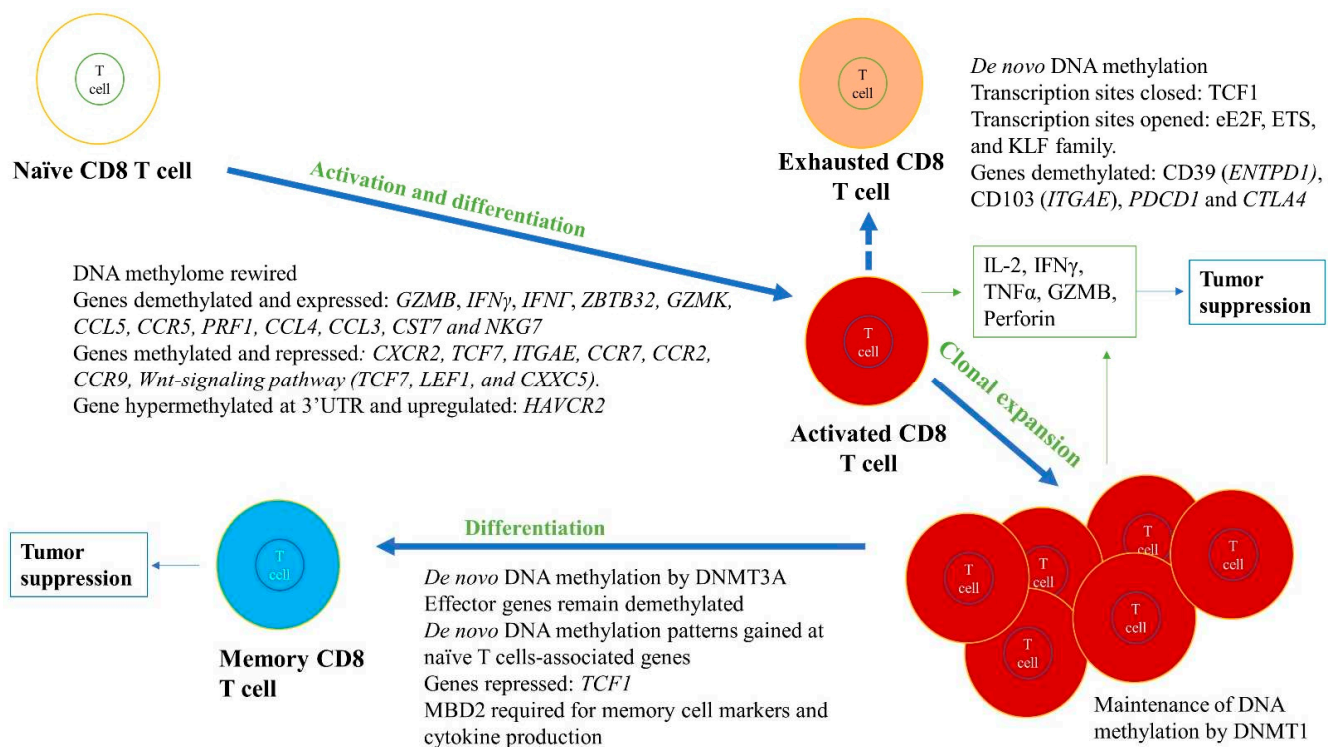 T
cell
Naïve CD8 T cell
Activation and differentiation
T
cell
Exhausted CD8
T cell
De novo DNA methylation
Transcription sites closed: TCF1
Transcription sites opened: eE2F, ETS,
and KLF family.
Genes demethylated: CD39 (ENTPD1),
CD103 (ITGAE), PDCD1 and CTLA4
DNA methylome rewired
Genes demethylated and expressed: GZMB, IFNγ, IFNΓ, ZBTB32, GZMK,
CCL5, CCR5, PRF1, CCL4, CCL3, CST7 and NKG7
Genes methylated and repressed: CXCR2, TCF7, ITGAE, CCR7, CCR2,
CCR9, Wnt-signaling pathway (TCF7, LEF1, and CXXC5).
Gene hypermethylated at 3’UTR and upregulated: HAVCR2
T
cell
Activated CD8
T cell
IL-2, IFNγ,
TNFα, GZMB,
Perforin
Tumor
suppression
Clonal expansion
Tumor
suppression
T
cell
Memory CD8
T cell
Differentiation
De novo DNA methylation by DNMT3A
Effector genes remain demethylated
De novo DNA methylation patterns gained at
naïve T cells-associated genes
Genes repressed: TCF1
MBD2 required for memory cell markers and
cytokine production
T
cell
T
cell
T
cell
T
cell
T
cell
T
cell
Maintenance of DNA
methylation by DNMT1